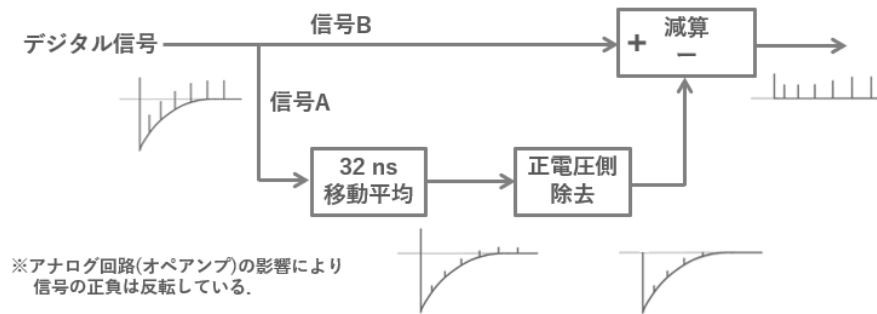 信号B
デジタル信号
+ 減算
−
信号A
32 ns
移動平均
正電圧側
除去
※アナログ回路(オペアンプ)の影響により
信号の正負は反転している.